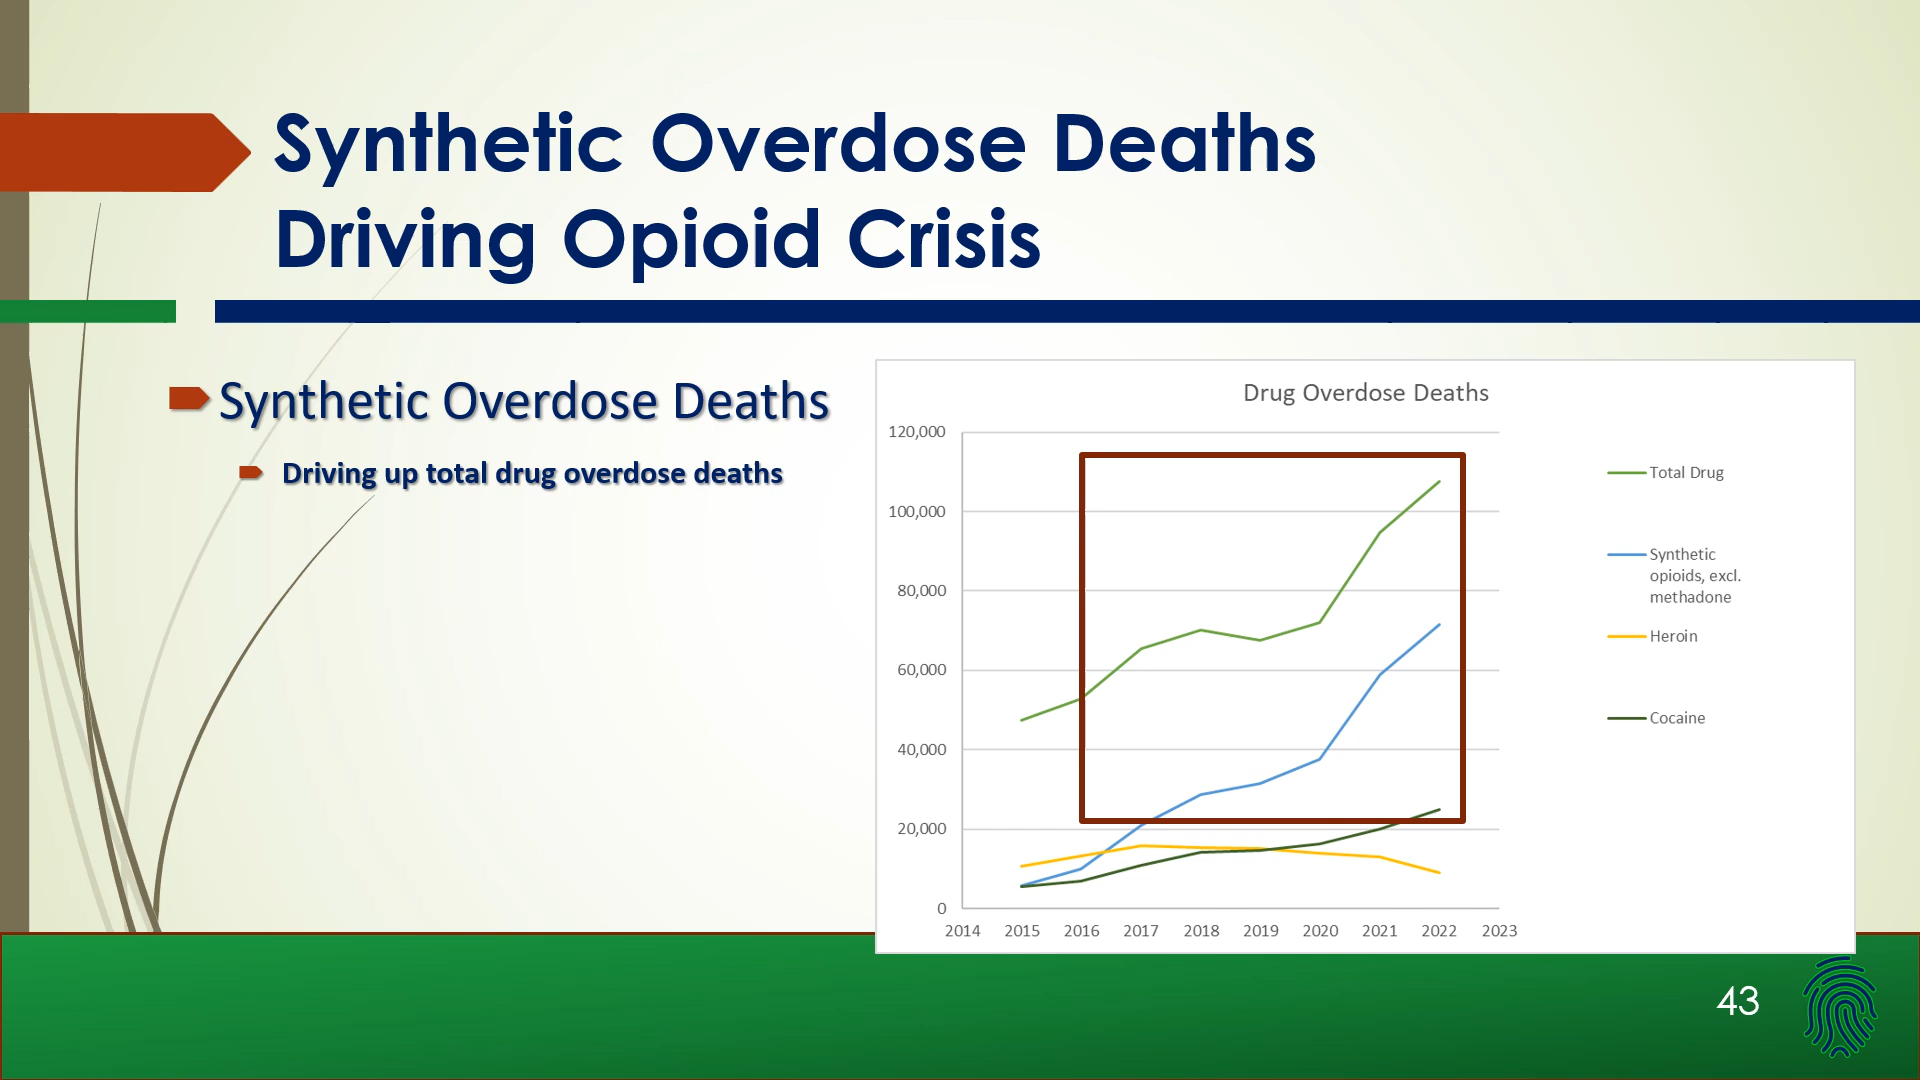 Synthetic Overdose Deaths
Driving Opioid Crisis
Synthetic Overdose Deaths
Driving up total drug overdose deaths
Drug Overdose Deaths
120,000
100,000
80,000
60,000
40,000
20,000
0
2014 2015 2016 2017 2018 2019 2020 2021 2022 2023
Total Drug
Synthetic
opioids, excl.
methadone
Heroin
Cocaine
43